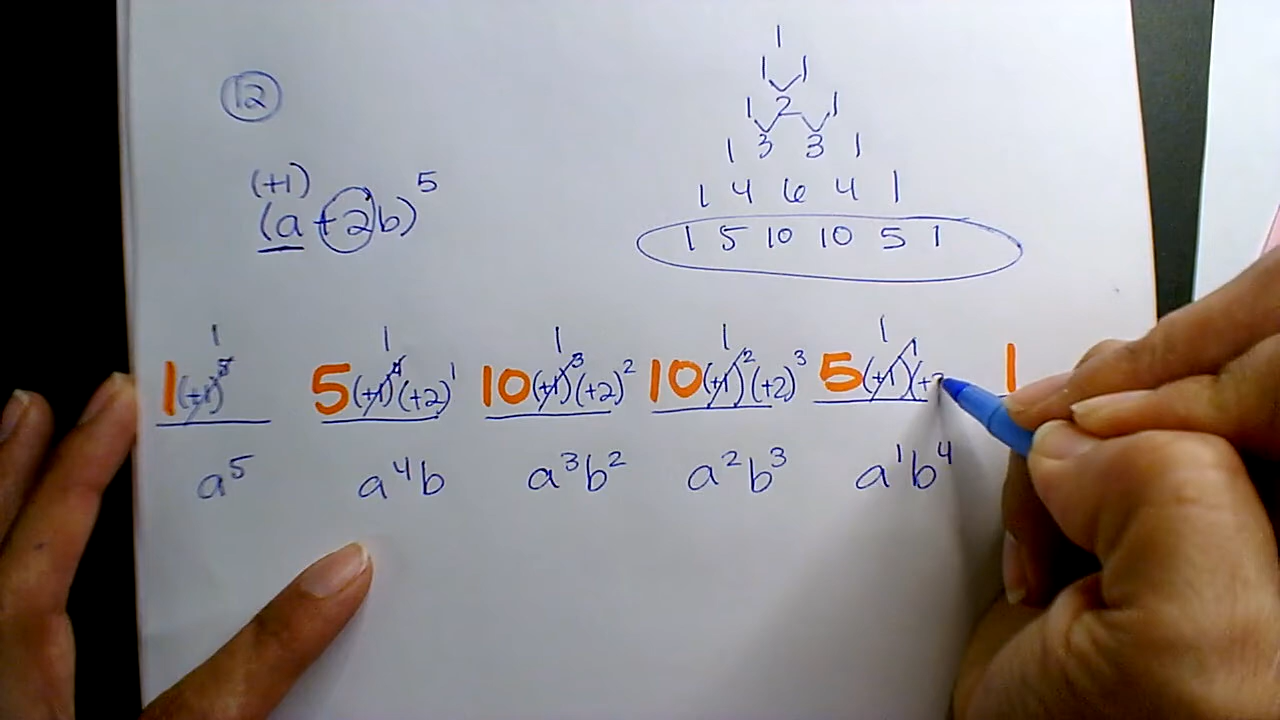 12
(+1)
(a+2b)^5
1
1 1
1 2 1
1 3 3 1
1 4 6 4 1
1 5 10 10 5 1
1 1 1 1 1
1(+1)^5 5(+1)^4(+2)^1 10(+1)^3(+2)^2 10(+1)^2(+2)^3 5(+1)^1(+2 1
a^5 a^4b a^3b^2 a^2b^3 a^1b^4